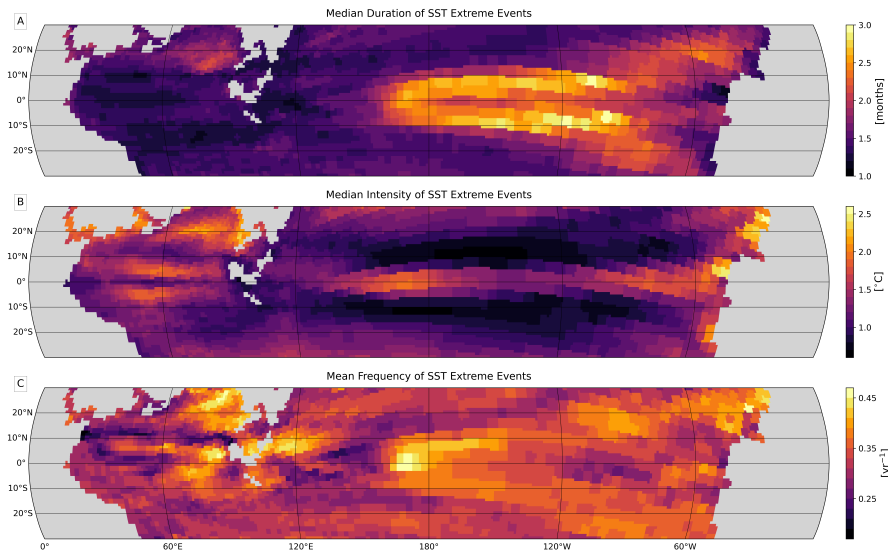 A
Median Duration of SST Extreme Events
20°N
10°N
0°
10°S
20°S
3.0
2.5
2.0
1.5
1.0
[months]
B
Median Intensity of SST Extreme Events
20°N
10°N
0°
10°S
20°S
2.5
2.0
1.5
1.0
[°C]
C
Mean Frequency of SST Extreme Events
20°N
10°N
0°
10°S
20°S
0.45
0.35
0.25
[yr⁻¹]
0° 60°E 120°E 180° 120°W 60°W